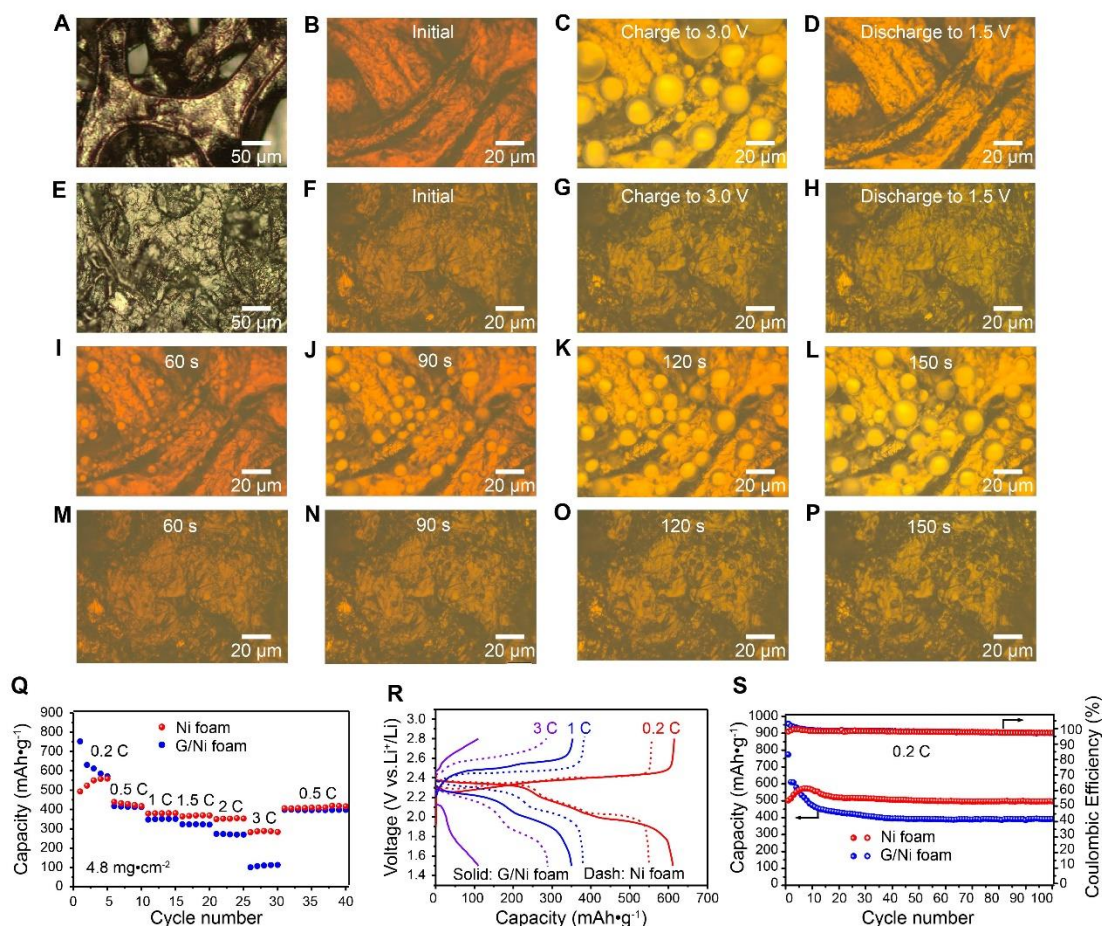 A
50 µm
B
Initial
20 µm
C
Charge to 3.0 V
20 µm
D
Discharge to 1.5 V
20 µm
E
50 µm
F
Initial
20 µm
G
Charge to 3.0 V
20 µm
H
Discharge to 1.5 V
20 µm
I
60 s
20 µm
J
90 s
20 µm
K
120 s
20 µm
L
150 s
20 µm
M
60 s
20 µm
N
90 s
20 µm
O
120 s
20 µm
P
150 s
20 µm
Q
Capacity (mAh•g⁻¹)
900
800
700
600
500
400
300
200
100
0
Ni foam
G/Ni foam
0.2 C
0.5 C
1 C
1.5 C
2 C
3 C
0.5 C
4.8 mg•cm⁻²
0 5 10 15 20 25 30 35 40
Cycle number
R
Voltage (V vs.Li⁺/Li)
3.0
2.8
2.6
2.4
2.2
2.0
1.8
1.6
1.4
3 C
1 C
0.2 C
Solid: G/Ni foam Dash: Ni foam
0 100 200 300 400 500 600 700
Capacity (mAh•g⁻¹)
S
Capacity (mAh•g⁻¹)
1000
900
800
700
600
500
400
300
200
100
0
0.2 C
Ni foam
G/Ni foam
100
90
80
70
60
50
40
30
20
10
0
Coulombic Efficiency (%)
0 10 20 30 40 50 60 70 80 90 100
Cycle number